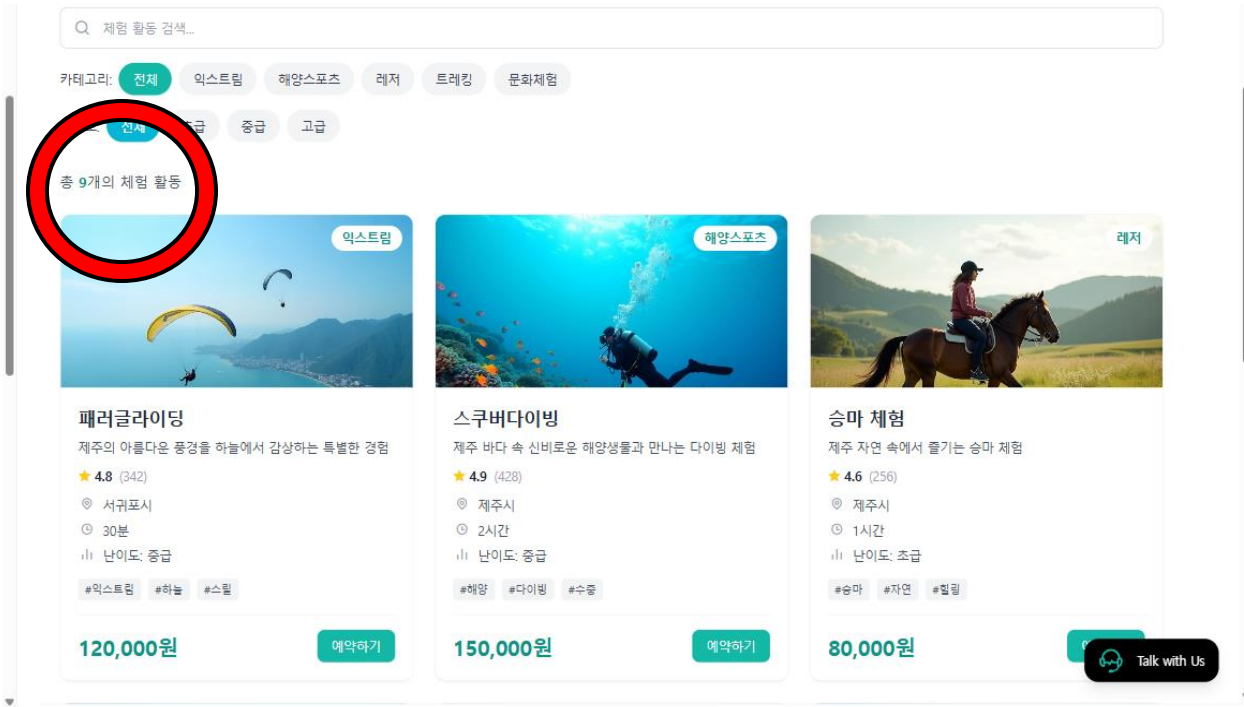 체험 활동 검색...
카테고리: 전체 익스트림 해양스포츠 레저 트레킹 문화체험
전체 중급 고급
총 9개의 체험 활동
익스트림
해양스포츠
레저
패러글라이딩
제주의 아름다운 풍경을 하늘에서 감상하는 특별한 경험
4.8 (342)
서귀포시
30분
난이도: 중급
#익스트림 #하늘 #스릴
120,000원 예약하기
스쿠버다이빙
제주 바다 속 신비로운 해양생물과 만나는 다이빙 체험
4.9 (428)
제주시
2시간
난이도: 중급
#해양 #다이빙 #수중
150,000원 예약하기
승마 체험
제주 자연 속에서 즐기는 승마 체험
4.6 (256)
제주시
1시간
난이도: 초급
#승마 #자연 #힐링
80,000원
Talk with Us